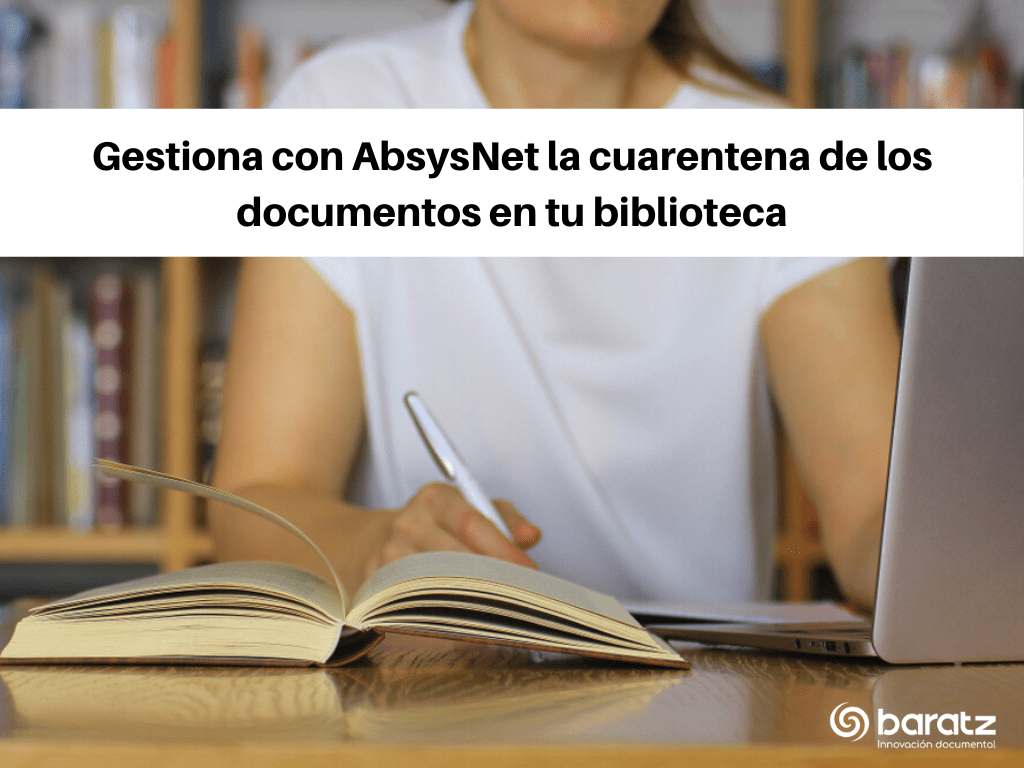 Gestiona con AbsysNet la cuarentena de los
documentos en tu biblioteca
baratz
Innovación documental